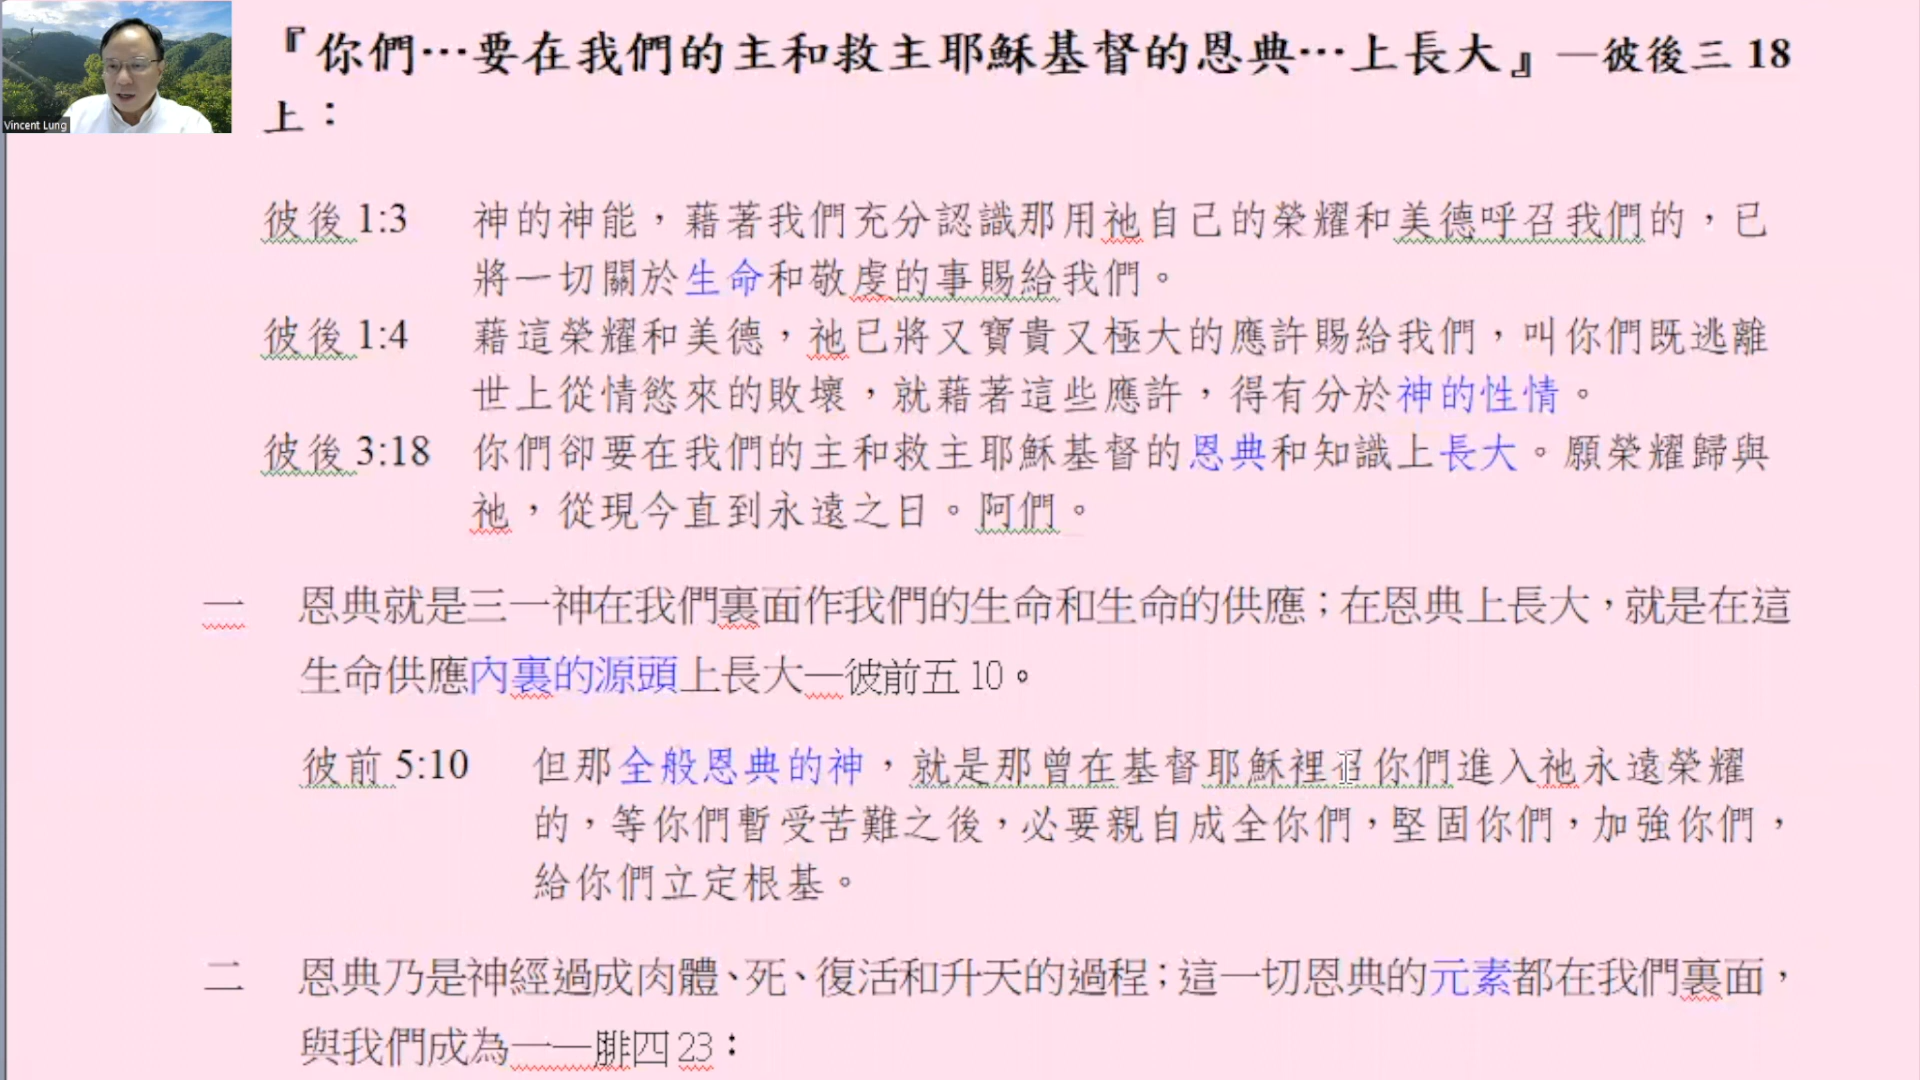 『你們…要在我們的主和救主耶穌基督的恩典…上長大』—彼後三 18
上：
Vincent Lung
彼後 1:3 神的神能，藉著我們充分認識那用祂自己的榮耀和美德呼召我們的，已
將一切關於生命和敬虔的事賜給我們。
彼後 1:4 藉這榮耀和美德，祂已將又寶貴又極大的應許賜給我們，叫你們既逃離
世上從情慾來的敗壞，就藉著這些應許，得有分於神的性情。
彼後 3:18 你們卻要在我們的主和救主耶穌基督的恩典和知識上長大。願榮耀歸與
祂，從現今直到永遠之日。阿們。
一 恩典就是三一神在我們裏面作我們的生命和生命的供應；在恩典上長大，就是在這
生命供應內裏的源頭上長大—彼前五 10。
彼前 5:10 但那全般恩典的神，就是那曾在基督耶穌裡召你們進入祂永遠榮耀
的，等你們暫受苦難之後，必要親自成全你們，堅固你們，加強你們，
給你們立定根基。
二 恩典乃是神經過成肉體、死、復活和升天的過程；這一切恩典的元素都在我們裏面，
與我們成為一—腓四 23：